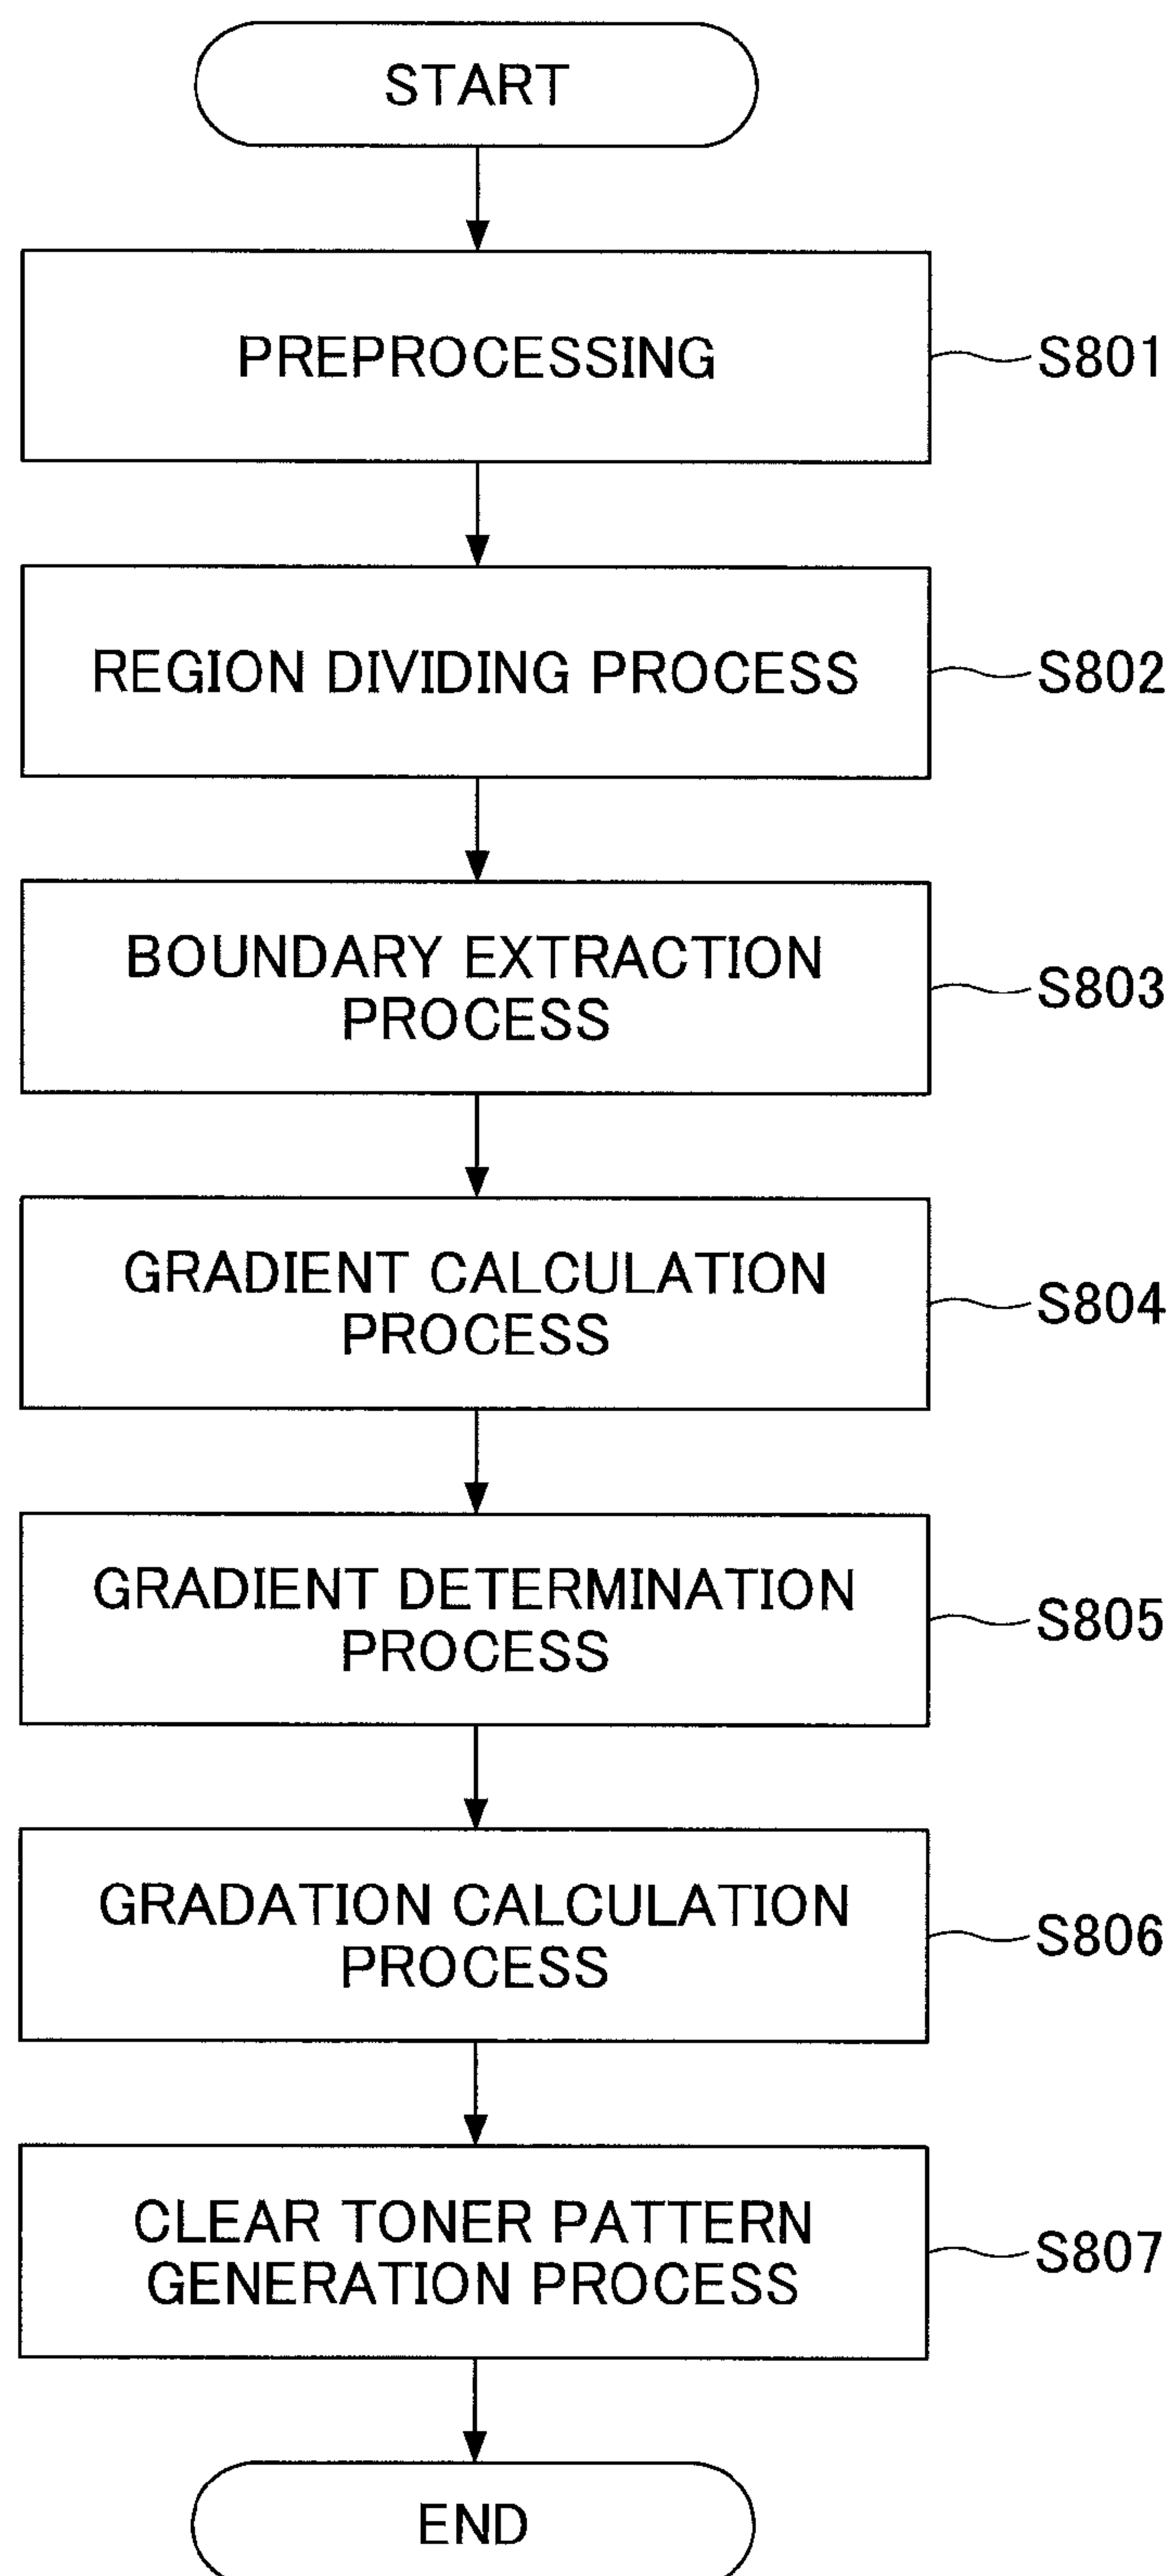 START
PREPROCESSING
S801
REGION DIVIDING PROCESS
S802
BOUNDARY EXTRACTION
PROCESS
S803
GRADIENT CALCULATION
PROCESS
S804
GRADIENT DETERMINATION
PROCESS
S805
GRADATION CALCULATION
PROCESS
S806
CLEAR TONER PATTERN
GENERATION PROCESS
S807
END